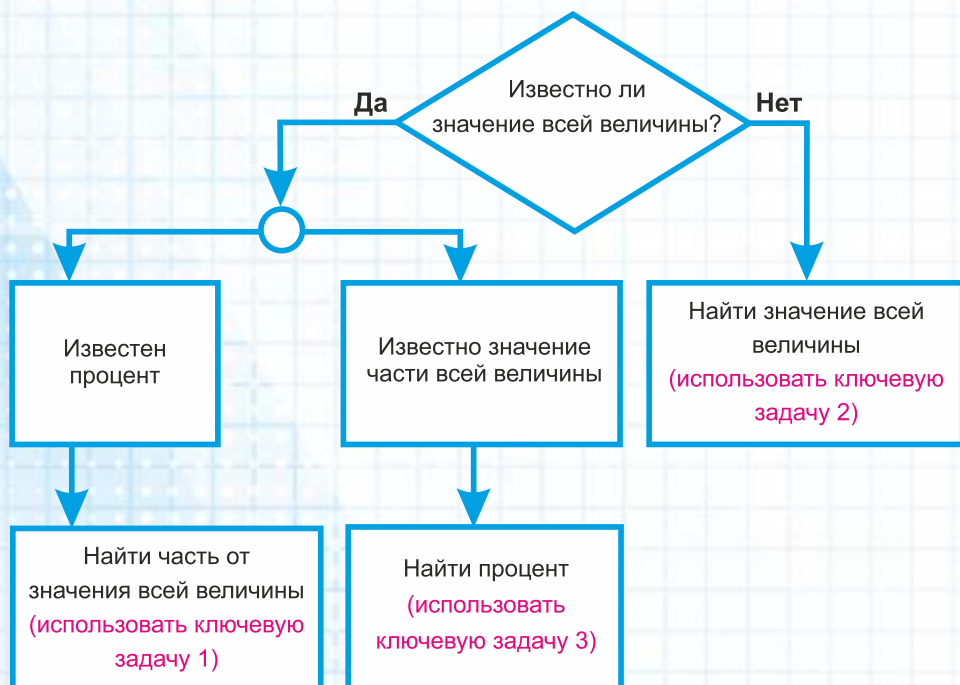 Известно ли
значение всей величины?
Да
Нет
Известен
процент
Известно значение
части всей величины
Найти значение всей
величины
(использовать ключевую
задачу 2)
Найти часть от
значения всей величины
(использовать ключевую
задачу 1)
Найти процент
(использовать
ключевую задачу 3)